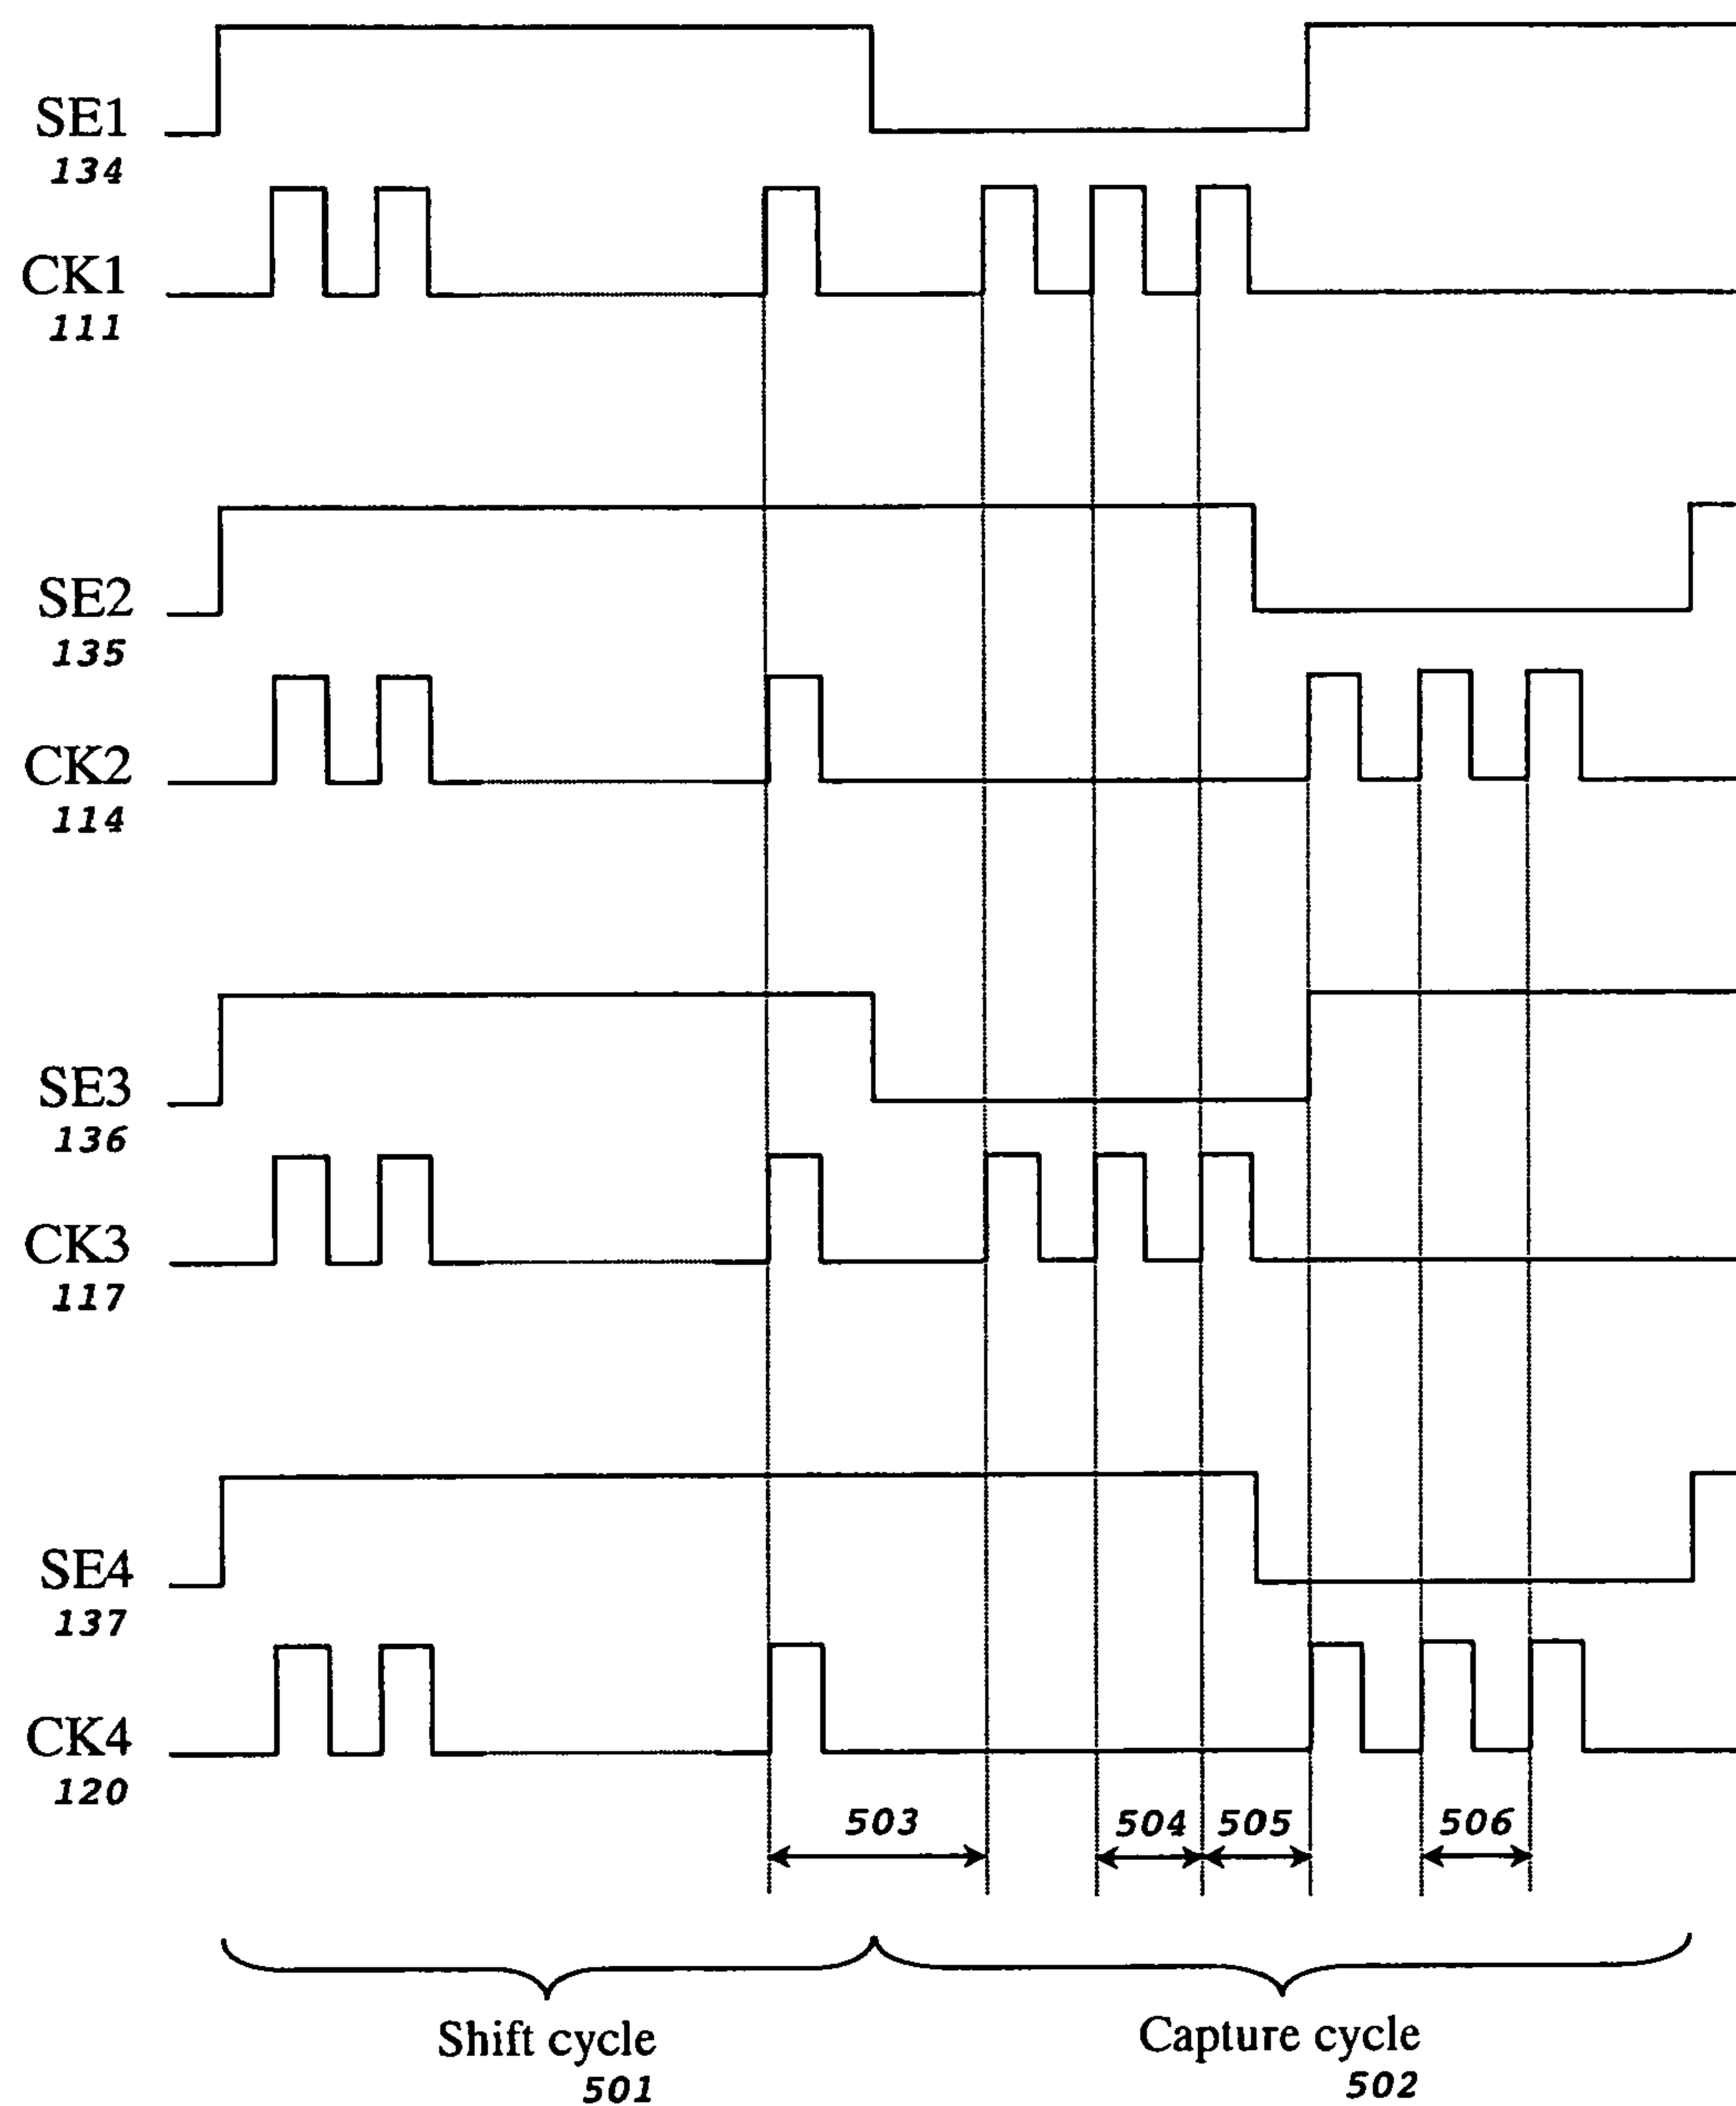 SE1
134
CK1
111
SE2
135
CK2
114
SE3
136
CK3
117
SE4
137
CK4
120
503
504
505
506
Shift cycle
501
Capture cycle
502